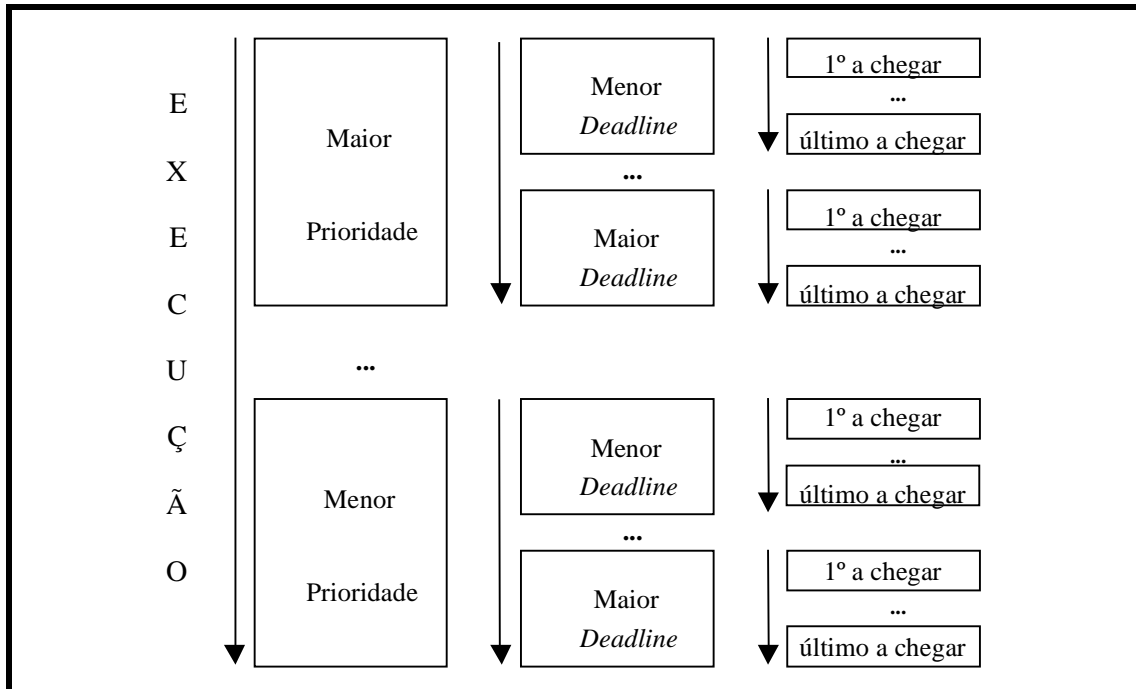 E
X
E
C
U
Ç
Ã
O
Maior
Prioridade
...
Menor
Prioridade
Menor
Deadline
...
Maior
Deadline
Menor
Deadline
...
Maior
Deadline
1º a chegar
...
último a chegar
1º a chegar
...
último a chegar
1º a chegar
...
último a chegar
1º a chegar
...
último a chegar